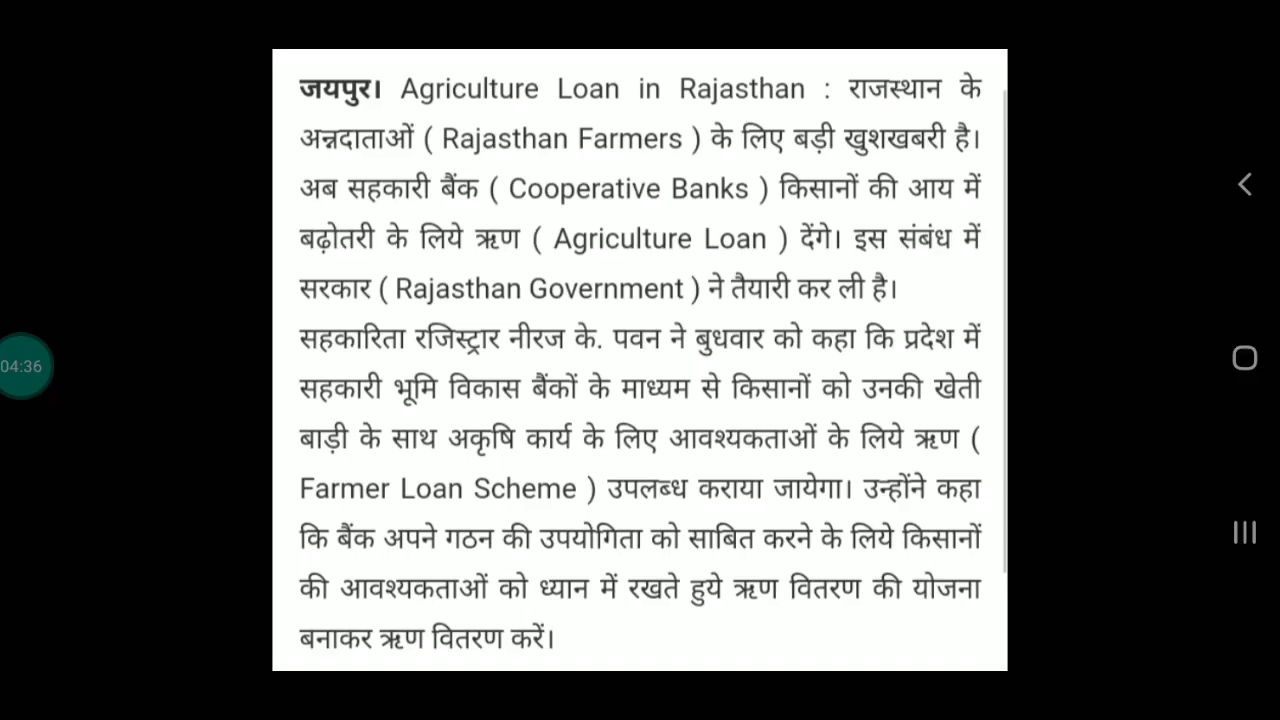 जयपुर। Agriculture Loan in Rajasthan : राजस्थान के
अन्नदाताओं ( Rajasthan Farmers ) के लिए बड़ी खुशखबरी है।
अब सहकारी बैंक ( Cooperative Banks ) किसानों की आय में
बढ़ोतरी के लिये ऋण ( Agriculture Loan ) देंगे। इस संबंध में
सरकार ( Rajasthan Government ) ने तैयारी कर ली है।
सहकारिता रजिस्ट्रार नीरज के. पवन ने बुधवार को कहा कि प्रदेश में
सहकारी भूमि विकास बैंकों के माध्यम से किसानों को उनकी खेती
बाड़ी के साथ अकृषि कार्य के लिए आवश्यकताओं के लिये ऋण (
Farmer Loan Scheme ) उपलब्ध कराया जायेगा। उन्होंने कहा
कि बैंक अपने गठन की उपयोगिता को साबित करने के लिये किसानों
की आवश्यकताओं को ध्यान में रखते हुये ऋण वितरण की योजना
बनाकर ऋण वितरण करें।
04:36